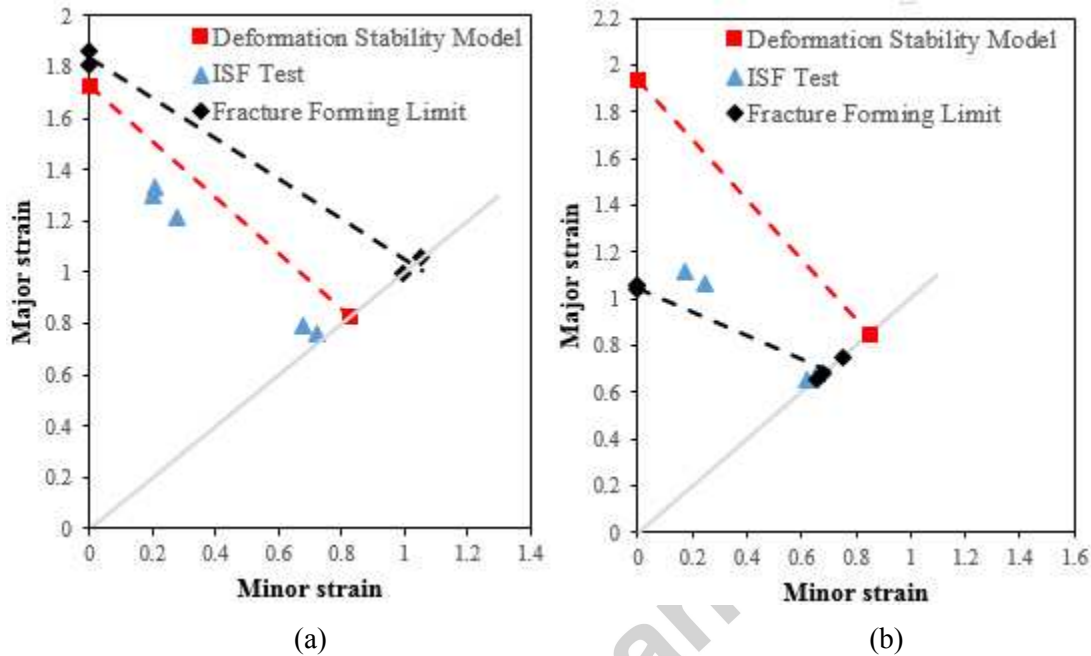 2
1.8
1.6
1.4
1.2
1
0.8
0.6
0.4
0.2
0
Major strain
Deformation Stability Model
ISF Test
Fracture Forming Limit
0 0.2 0.4 0.6 0.8 1 1.2 1.4
Minor strain
(a)
2.2
2
1.8
1.6
1.4
1.2
1
0.8
0.6
0.4
0.2
0
Major strain
Deformation Stability Model
ISF Test
Fracture Forming Limit
0 0.2 0.4 0.6 0.8 1 1.2 1.4 1.6
Minor strain
(b)